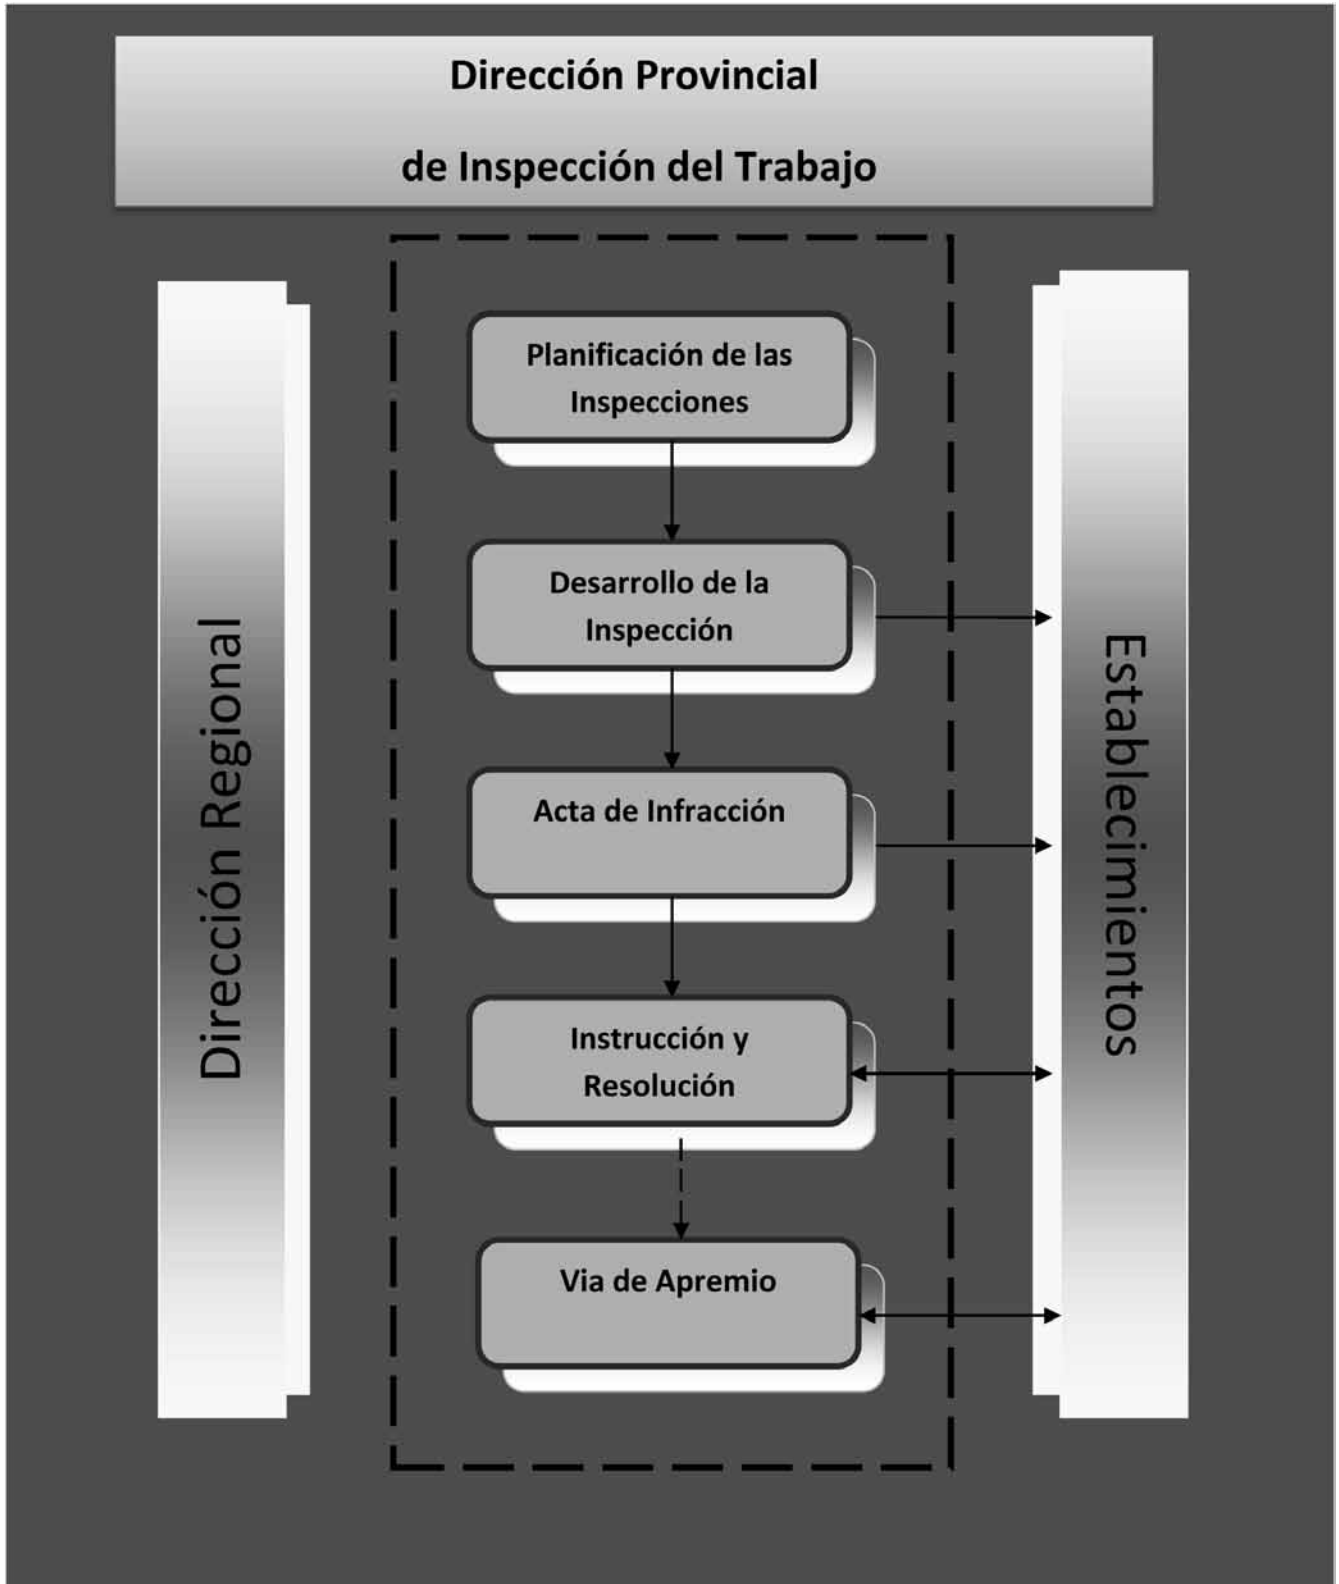 Dirección Provincial
de Inspección del Trabajo
Dirección Regional
Planificación de las
Inspecciones
Desarrollo de la
Inspección
Acta de Infracción
Instrucción y
Resolución
Via de Apremio
Establecimientos